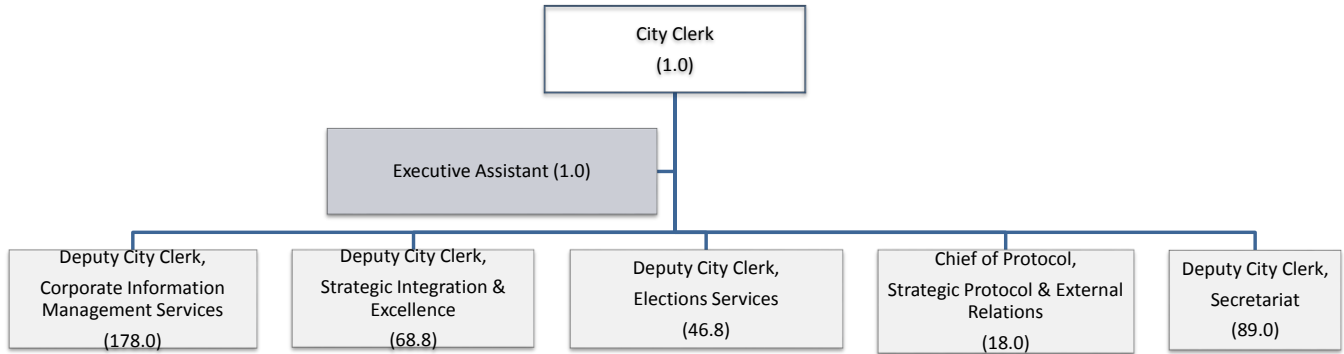 City Clerk
(1.0)
Executive Assistant (1.0)
Deputy City Clerk,
Corporate Information
Management Services
(178.0)
Deputy City Clerk,
Strategic Integration &
Excellence
(68.8)
Deputy City Clerk,
Elections Services
(46.8)
Chief of Protocol,
Strategic Protocol & External
Relations
(18.0)
Deputy City Clerk,
Secretariat
(89.0)